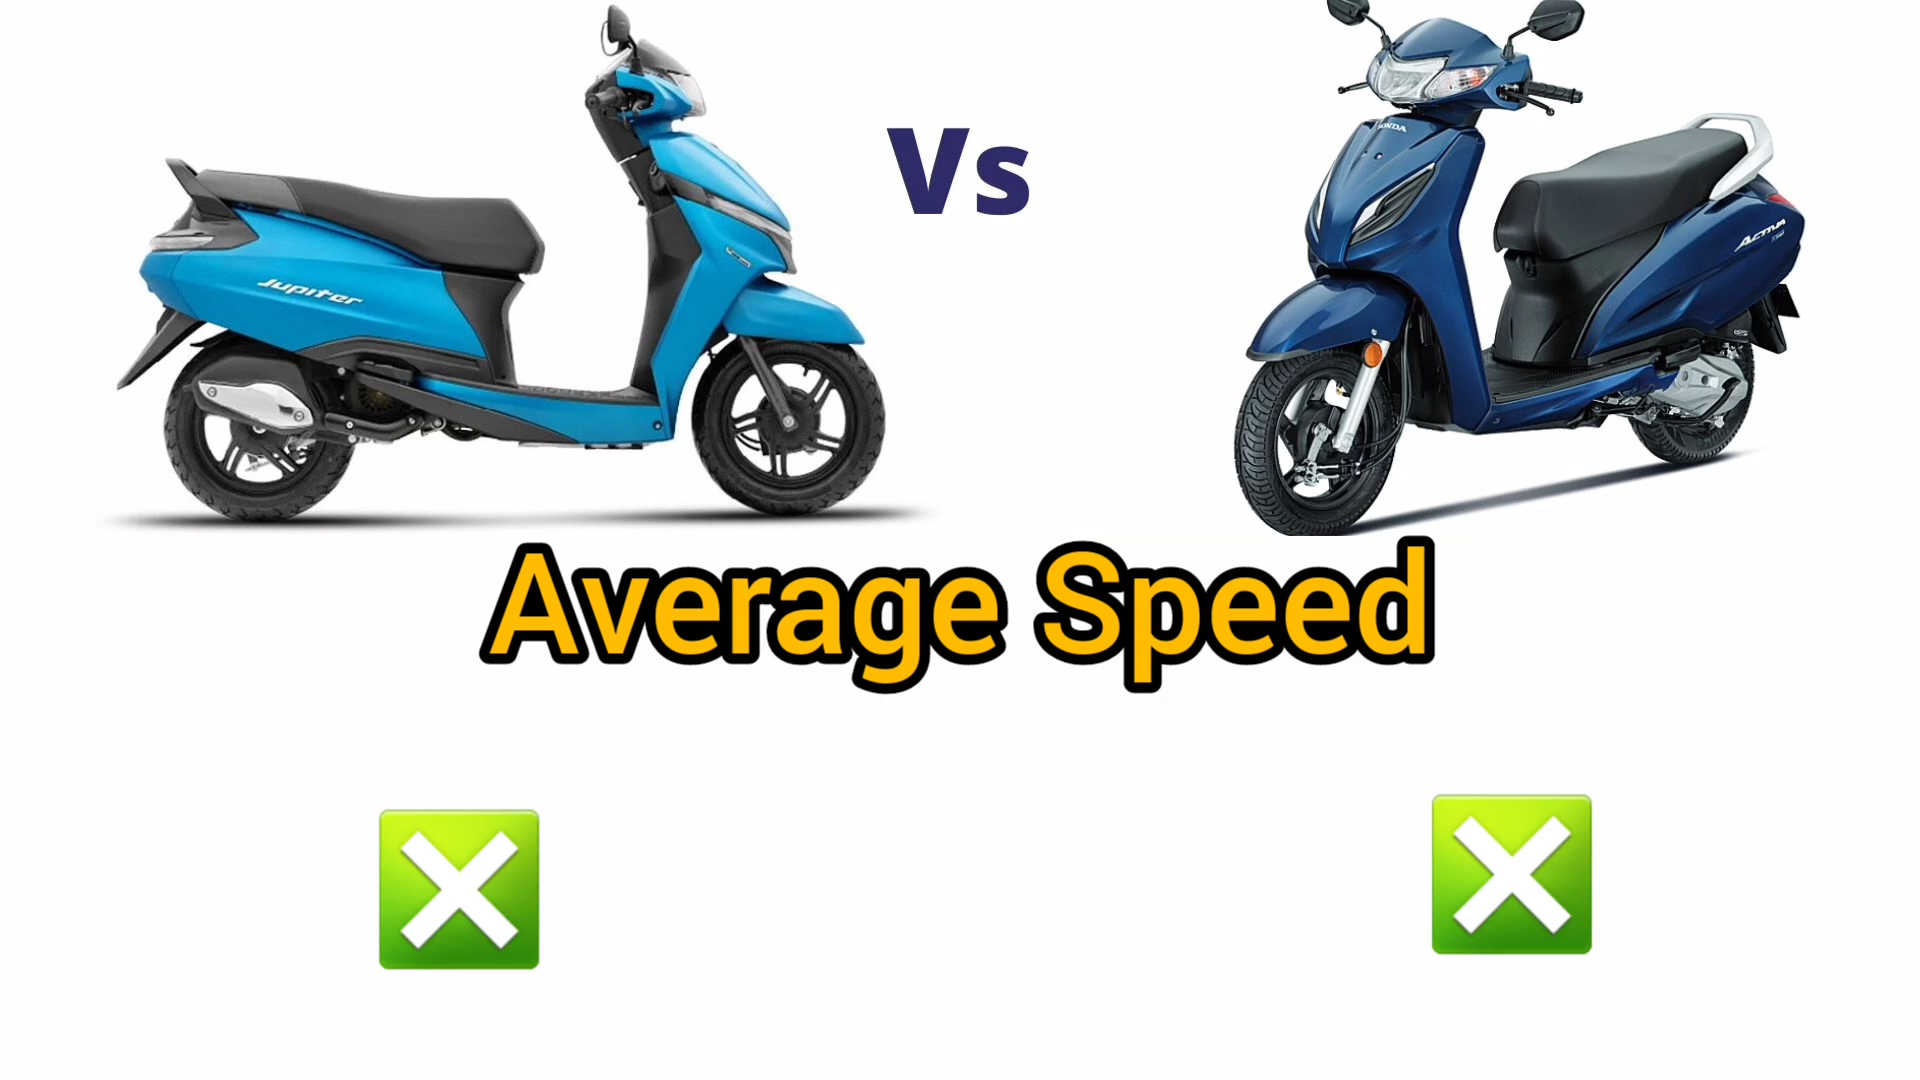 Vs
HONDA
ACTIVA
Jupiter
Average Speed